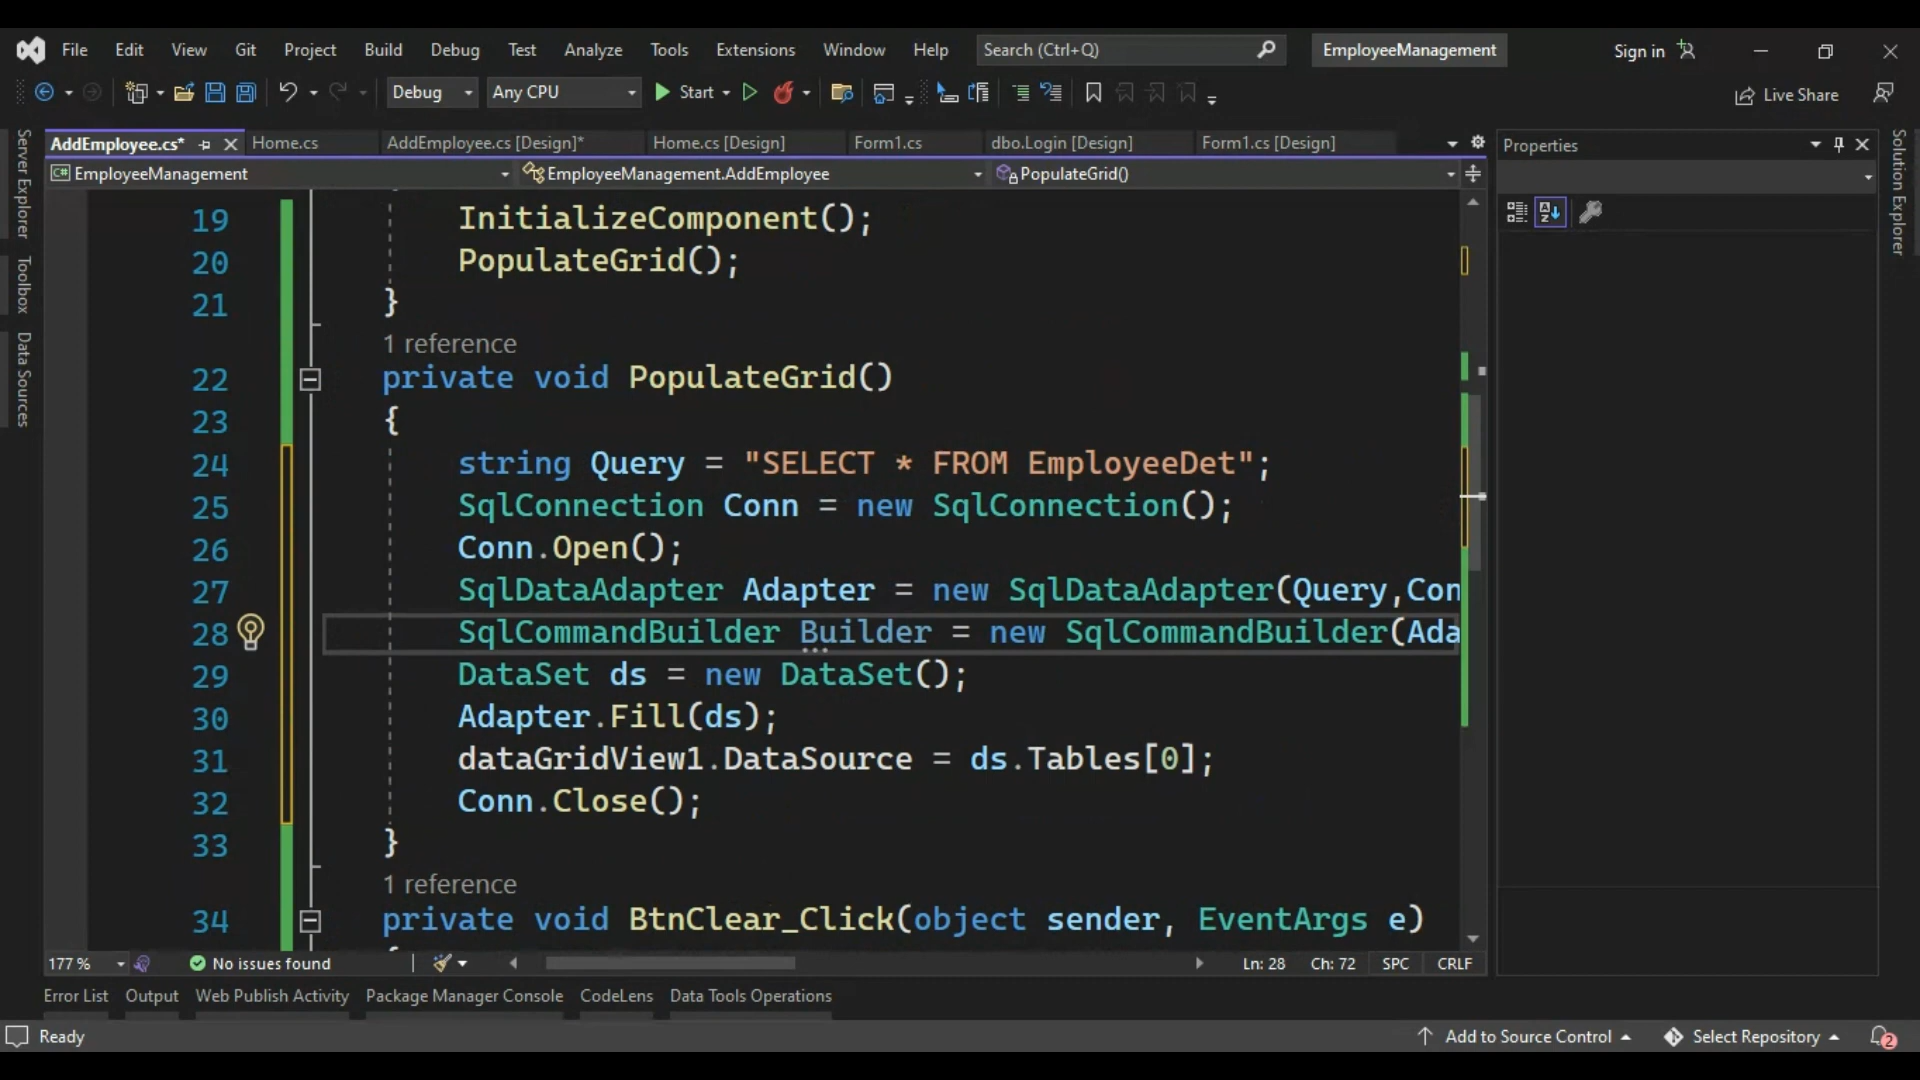 File Edit View Git Project Build Debug Test Analyze Tools Extensions Window Help Search (Ctrl+Q) EmployeeManagement Sign in
Debug Any CPU Start Live Share
AddEmployee.cs* Home.cs AddEmployee.cs [Design]* Home.cs [Design] Form1.cs dbo.Login [Design] Form1.cs [Design] Properties
C# EmployeeManagement EmployeeManagement.AddEmployee PopulateGrid()
Server Explorer
Toolbox
Data Sources
Solution Explorer
19 InitializeComponent();
20 PopulateGrid();
21 }
1 reference
22 private void PopulateGrid()
23 {
24 string Query = "SELECT * FROM EmployeeDet";
25 SqlConnection Conn = new SqlConnection();
26 Conn.Open();
27 SqlDataAdapter Adapter = new SqlDataAdapter(Query,Con
28 SqlCommandBuilder Builder = new SqlCommandBuilder(Ada
29 DataSet ds = new DataSet();
30 Adapter.Fill(ds);
31 dataGridView1.DataSource = ds.Tables[0];
32 Conn.Close();
33 }
1 reference
34 private void BtnClear_Click(object sender, EventArgs e)
177 % No issues found Ln: 28 Ch: 72 SPC CRLF
Error List Output Web Publish Activity Package Manager Console CodeLens Data Tools Operations
Ready Add to Source Control Select Repository 2